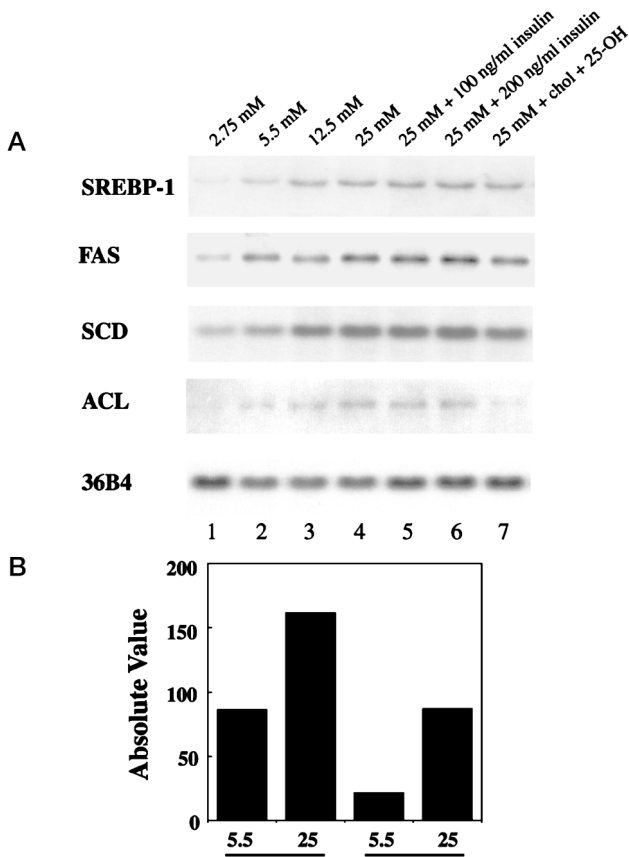 2.75 mM 5.5 mM 12.5 mM 25 mM 25 mM + 100 ng/ml insulin 25 mM + 200 ng/ml insulin 25 mM + chol + 25-OH
A
SREBP-1
FAS
SCD
ACL
36B4
1 2 3 4 5 6 7
B
200
150
100
50
0
Absolute Value
5.5 25 5.5 25